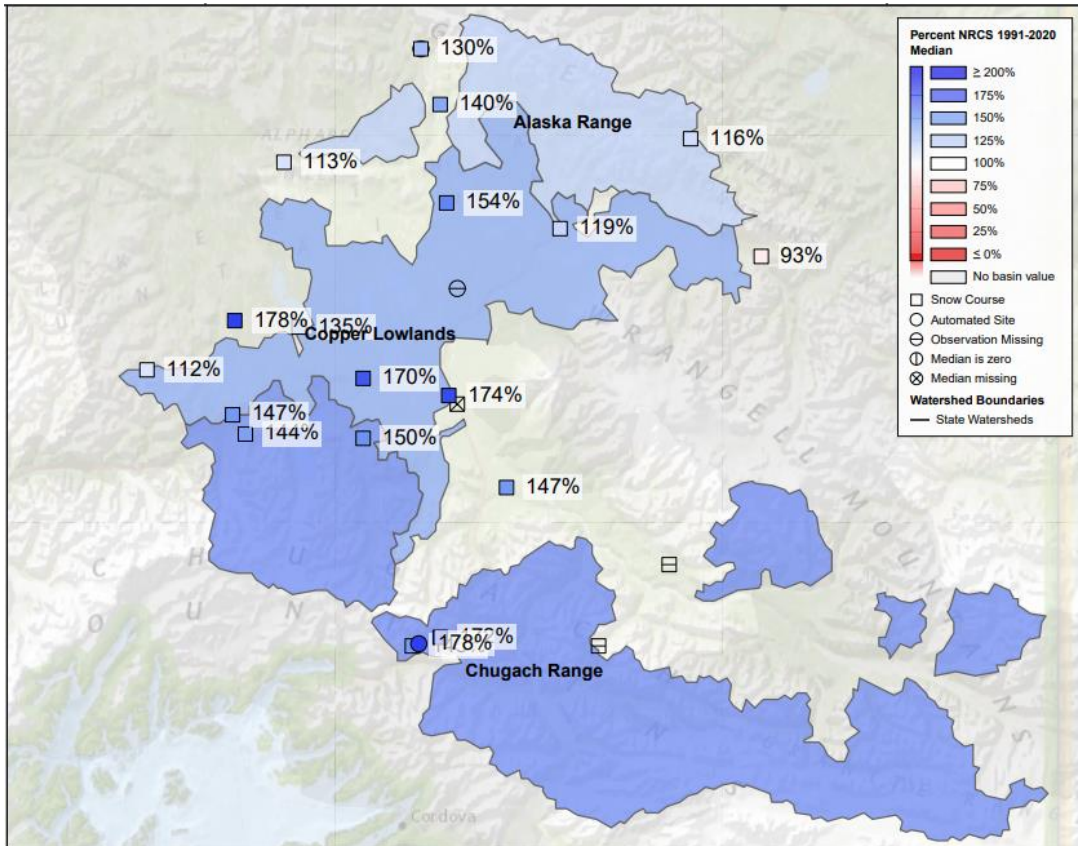 130%
140%
Alaska Range
116%
113%
154%
119%
93%
178%
135%
Copper Lowlands
112%
170%
174%
147%
144%
150%
147%
178%
Chugach Range
WRANGELL
MOUNTAINS
Cordova
Percent NRCS 1991-2020
Median
≥ 200%
175%
150%
125%
100%
75%
50%
25%
≤ 0%
No basin value
Snow Course
Automated Site
Observation Missing
Median is zero
Median missing
Watershed Boundaries
State Watersheds